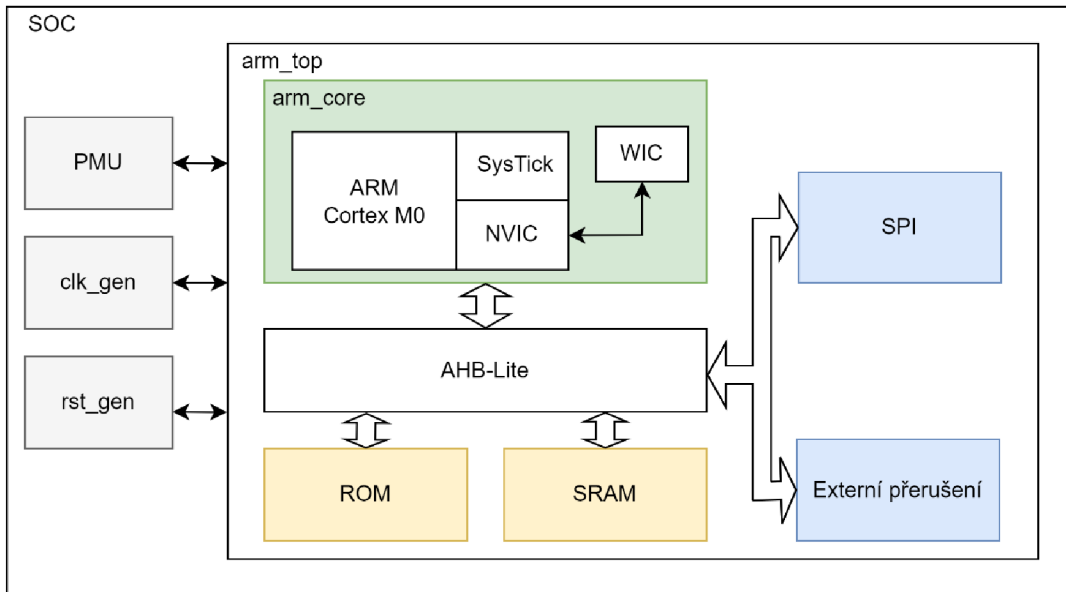 SOC
arm_top
arm_core
PMU
ARM
Cortex M0
SysTick
WIC
NVIC
SPI
clk_gen
AHB-Lite
rst_gen
ROM
SRAM
Externí přerušení